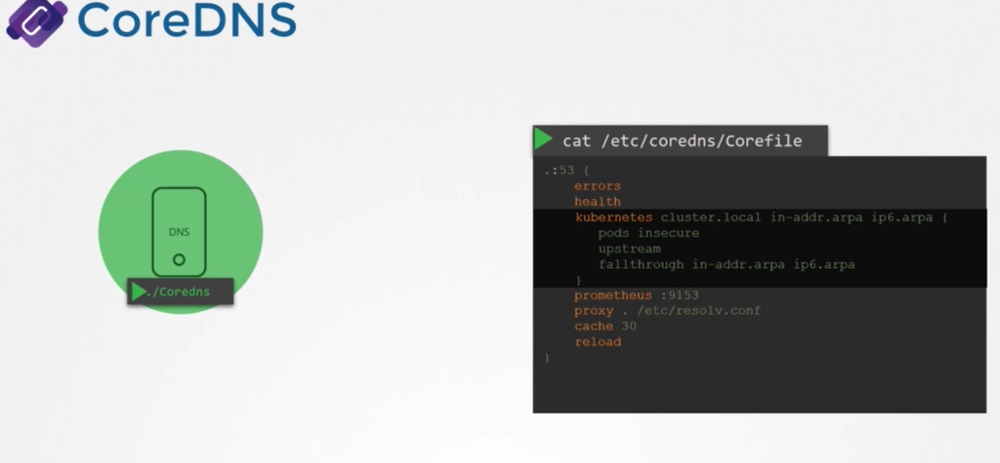 CoreDNS
DNS
./Coredns
cat /etc/coredns/Corefile
.:53 {
errors
health
kubernetes cluster.local in-addr.arpa ip6.arpa {
pods insecure
upstream
fallthrough in-addr.arpa ip6.arpa
}
prometheus :9153
proxy . /etc/resolv.conf
cache 30
reload
}